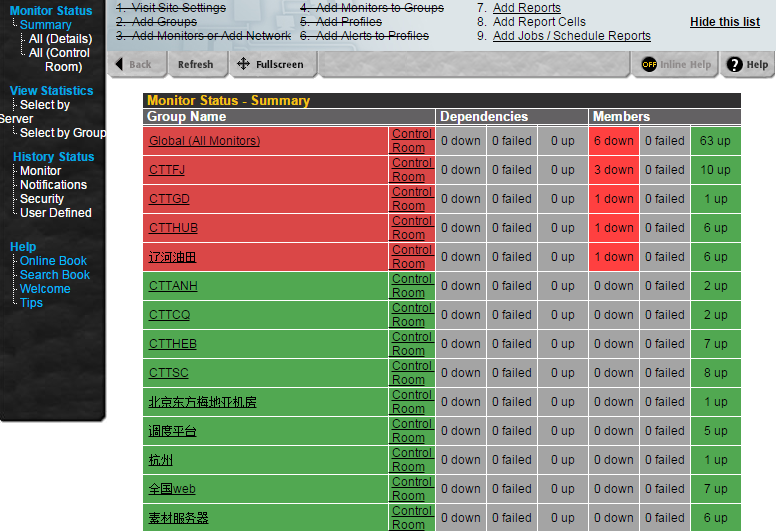 Monitor Status
Summary
All (Details)
All (Control
Room)
View Statistics
Select by
Server
Select by Group
History Status
Monitor
Notifications
Security
User Defined
Help
Online Book
Search Book
Welcome
Tips
1. Visit Site Settings 4. Add Monitors to Groups 7. Add Reports
2. Add Groups 5. Add Profiles 8. Add Report Cells Hide this list
3. Add Monitors or Add Network 6. Add Alerts to Profiles 9. Add Jobs / Schedule Reports
Back Refresh Fullscreen OFF Inline Help ? Help
Monitor Status - Summary
Group Name Dependencies Members
Global (All Monitors) Control Room 0 down 0 failed 0 up 6 down 0 failed 63 up
CTTFJ Control Room 0 down 0 failed 0 up 3 down 0 failed 10 up
CTTGD Control Room 0 down 0 failed 0 up 1 down 0 failed 1 up
CTTHUB Control Room 0 down 0 failed 0 up 1 down 0 failed 6 up
辽河油田 Control Room 0 down 0 failed 0 up 1 down 0 failed 6 up
CTTANH Control Room 0 down 0 failed 0 up 0 down 0 failed 2 up
CTTCQ Control Room 0 down 0 failed 0 up 0 down 0 failed 2 up
CTTHEB Control Room 0 down 0 failed 0 up 0 down 0 failed 7 up
CTTSC Control Room 0 down 0 failed 0 up 0 down 0 failed 8 up
北京东方梅地亚机房 Control Room 0 down 0 failed 0 up 0 down 0 failed 1 up
调度平台 Control Room 0 down 0 failed 0 up 0 down 0 failed 5 up
杭州 Control Room 0 down 0 failed 0 up 0 down 0 failed 1 up
全国web Control Room 0 down 0 failed 0 up 0 down 0 failed 7 up
素材服务器 Control Room 0 down 0 failed 0 up 0 down 0 failed 6 up